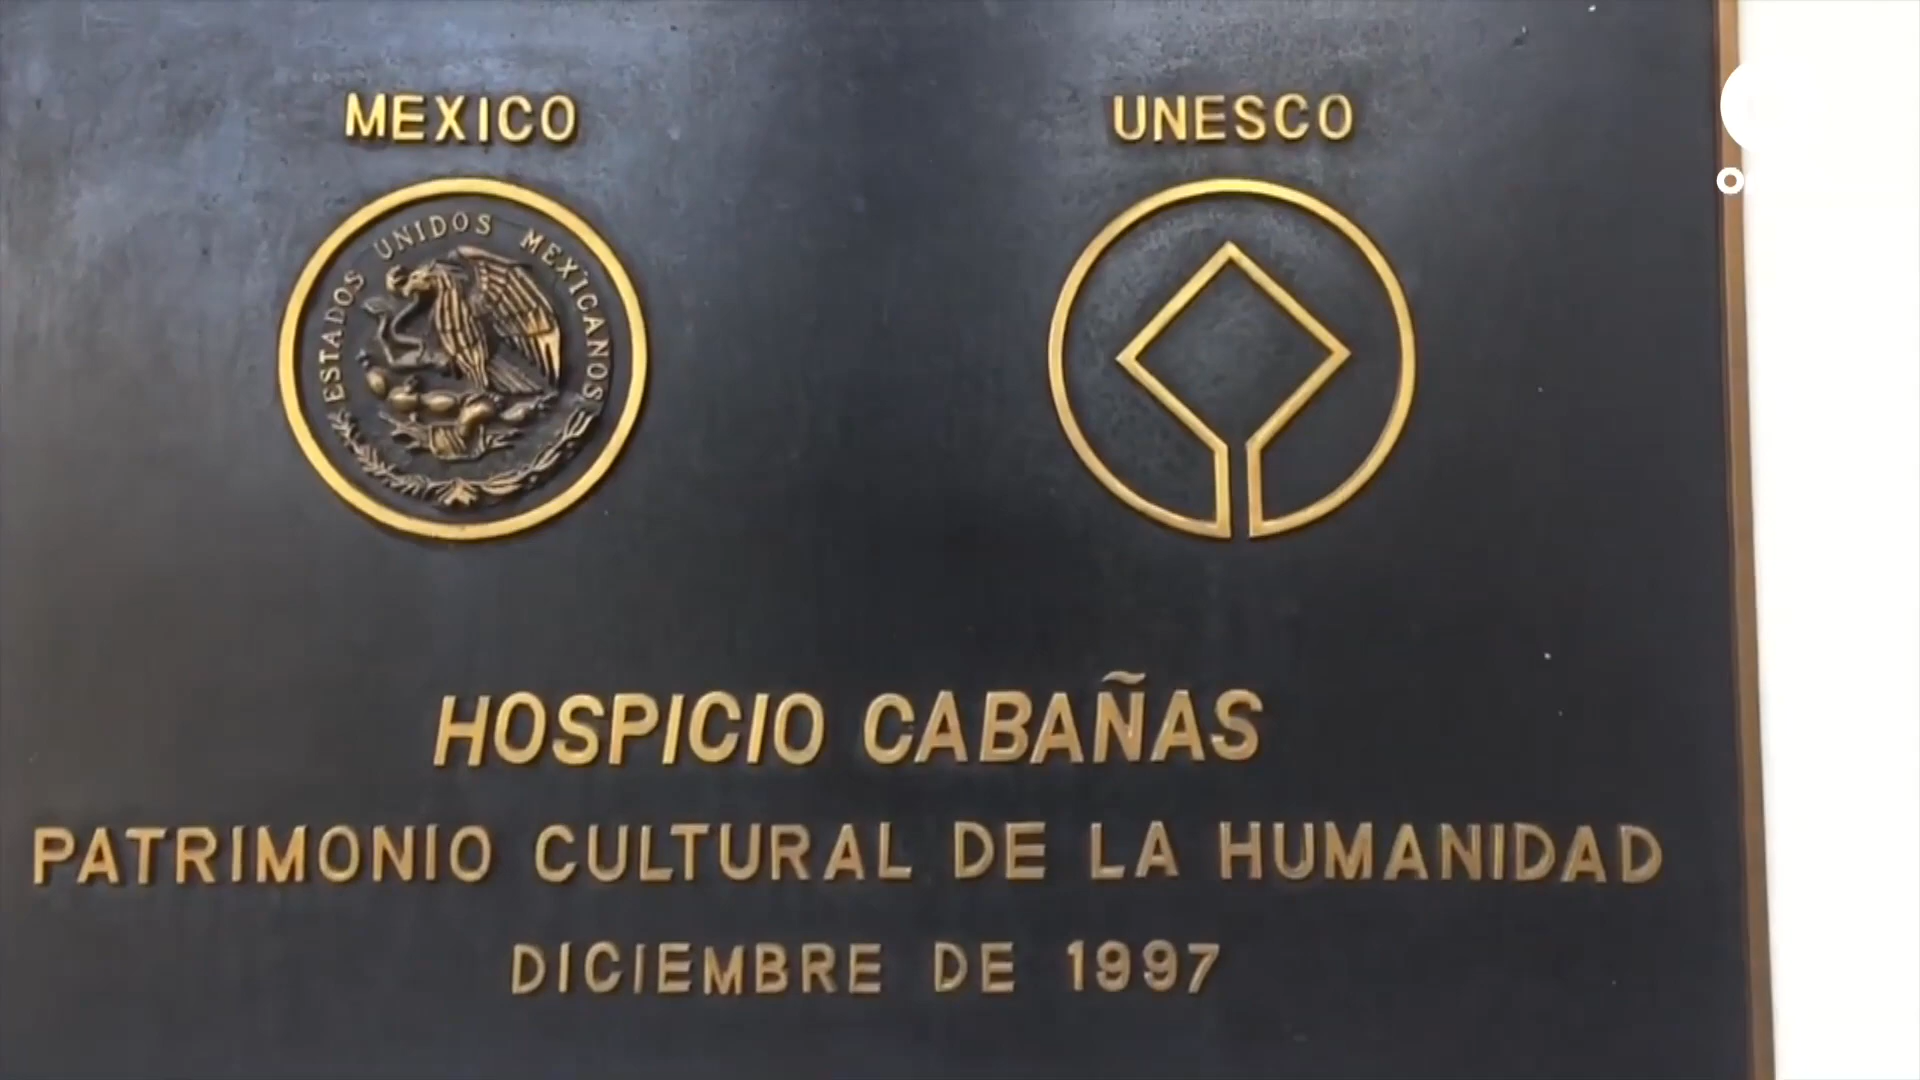 MEXICO
UNESCO
ESTADOS UNIDOS MEXICANOS
HOSPICIO CABAÑAS
PATRIMONIO CULTURAL DE LA HUMANIDAD
DICIEMBRE DE 1997